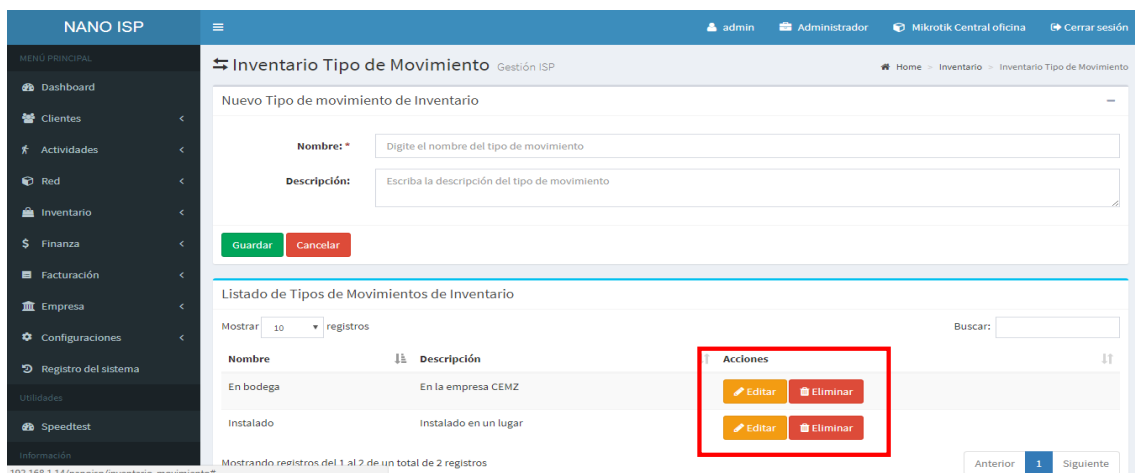 NANO ISP
admin Administrador Mikrotik Central oficina Cerrar sesión
MENÚ PRINCIPAL
Dashboard
Clientes
Actividades
Red
Inventario
Finanza
Facturación
Empresa
Configuraciones
Registro del sistema
Utilidades
Speedtest
Información
Inventario Tipo de Movimiento Gestión ISP
Home > Inventario > Inventario Tipo de Movimiento
Nuevo Tipo de movimiento de Inventario
Nombre: * Digite el nombre del tipo de movimiento
Descripción: Escriba la descripción del tipo de movimiento
Guardar Cancelar
Listado de Tipos de Movimientos de Inventario
Mostrar 10 registros Buscar:
Nombre Descripción Acciones
En bodega En la empresa CEMZ Editar Eliminar
Instalado Instalado en un lugar Editar Eliminar
Mostrando registros del 1 al 2 de un total de 2 registros
Anterior 1 Siguiente